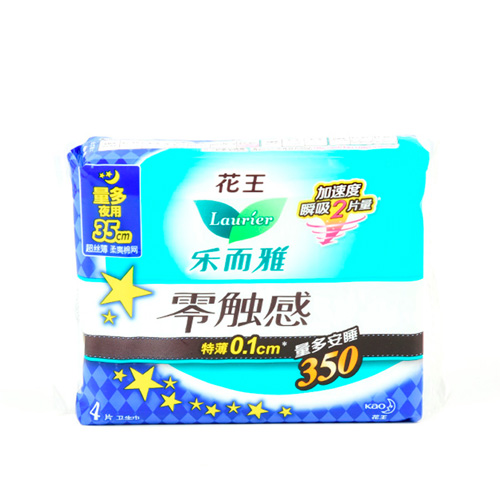 量多
夜用
35cm
超丝薄 柔爽棉网
花王
Laurier
乐而雅
加速度
瞬吸2片量*
零触感
特薄0.1cm*
量多安睡
350
4片 卫生巾
Kao
花王